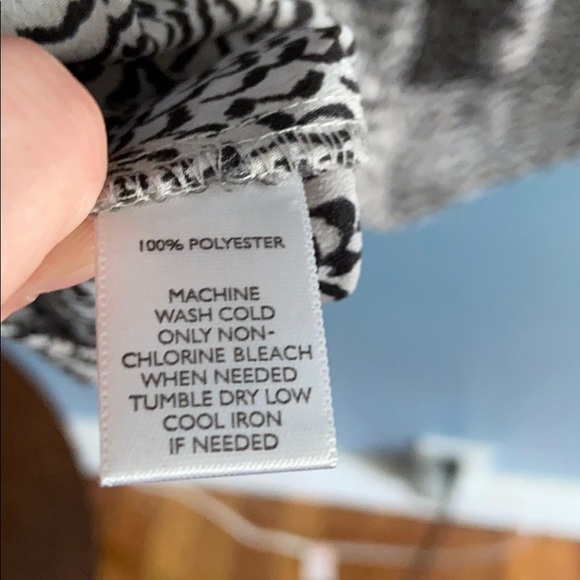 100% POLYESTER
MACHINE
WASH COLD
ONLY NON-
CHLORINE BLEACH
WHEN NEEDED
TUMBLE DRY LOW
COOL IRON
IF NEEDED